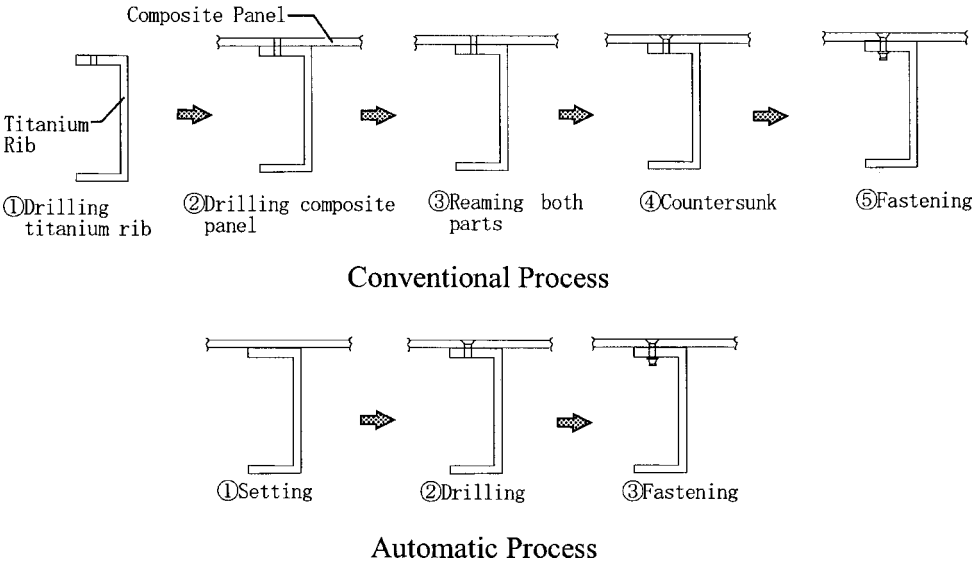 Composite Panel
Titanium
Rib
①Drilling
titanium rib
②Drilling composite
panel
③Reaming both
parts
④Countersunk
⑤Fastening
Conventional Process
①Setting
②Drilling
③Fastening
Automatic Process